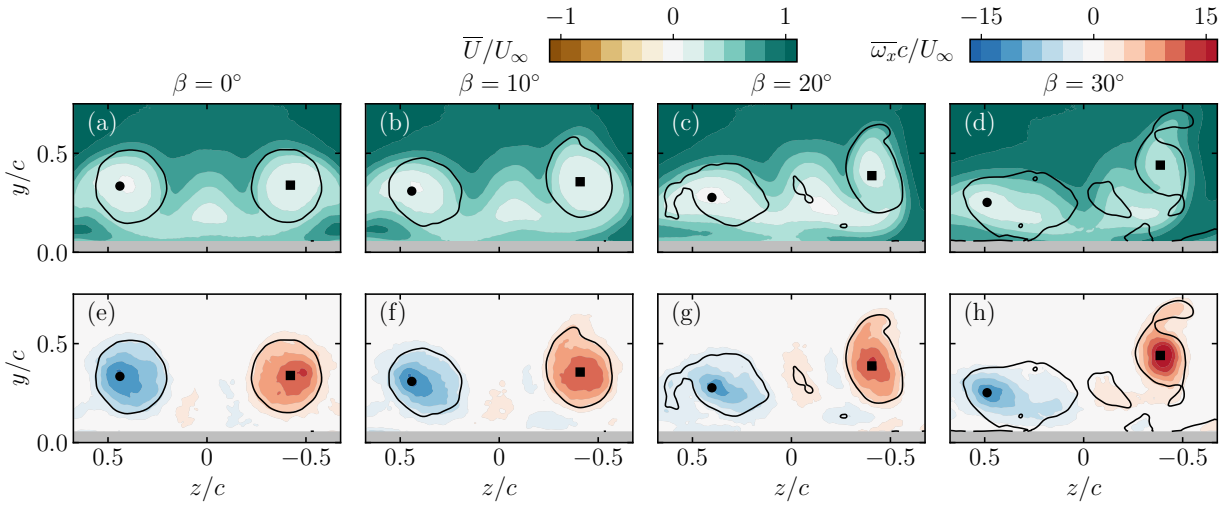 −1 0 1
U̅/U∞
−15 0 15
ω̅ₓc/U∞
β = 0° β = 10° β = 20° β = 30°
(a) (b) (c) (d)
0.5
y/c
0.0
(e) (f) (g) (h)
0.5
y/c
0.0
0.5 0 −0.5 0.5 0 −0.5 0.5 0 −0.5 0.5 0 −0.5
z/c z/c z/c z/c